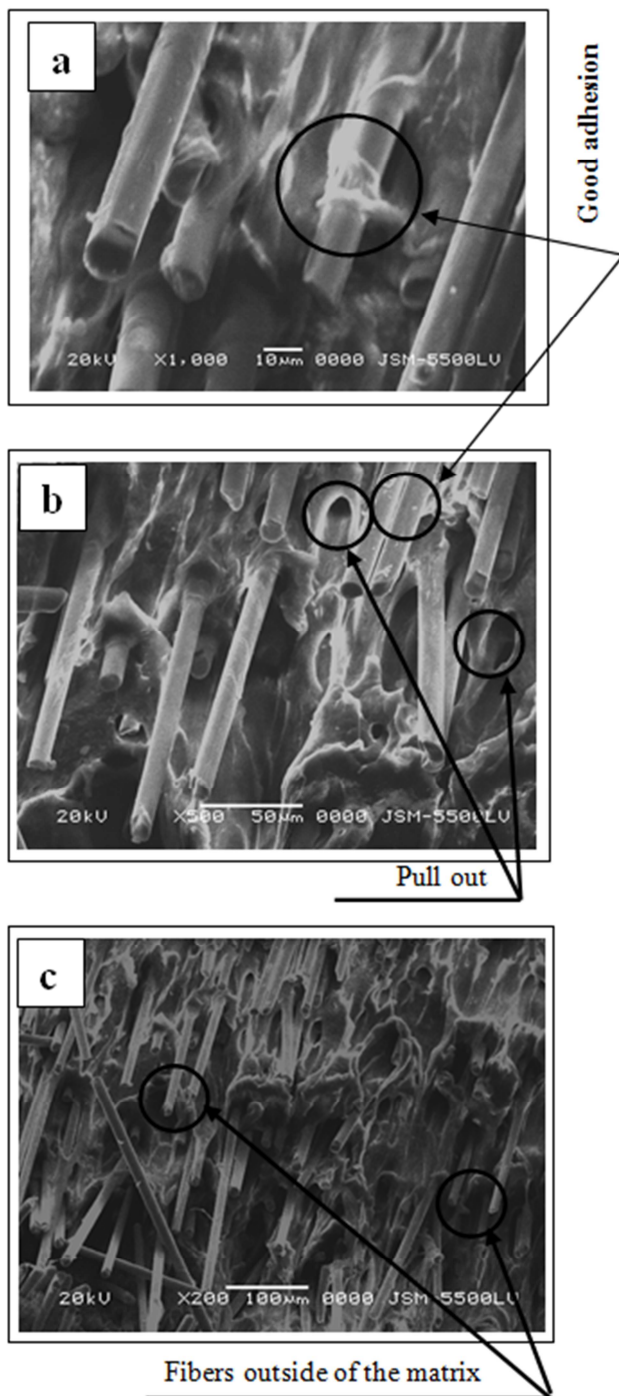 a
Good adhesion
20kV X1,000 10µm 0000 JSM-5500LV
b
20kV X500 50µm 0000 JSM-5500LV
Pull out
c
20kV X200 100µm 0000 JSM-5500LV
Fibers outside of the matrix